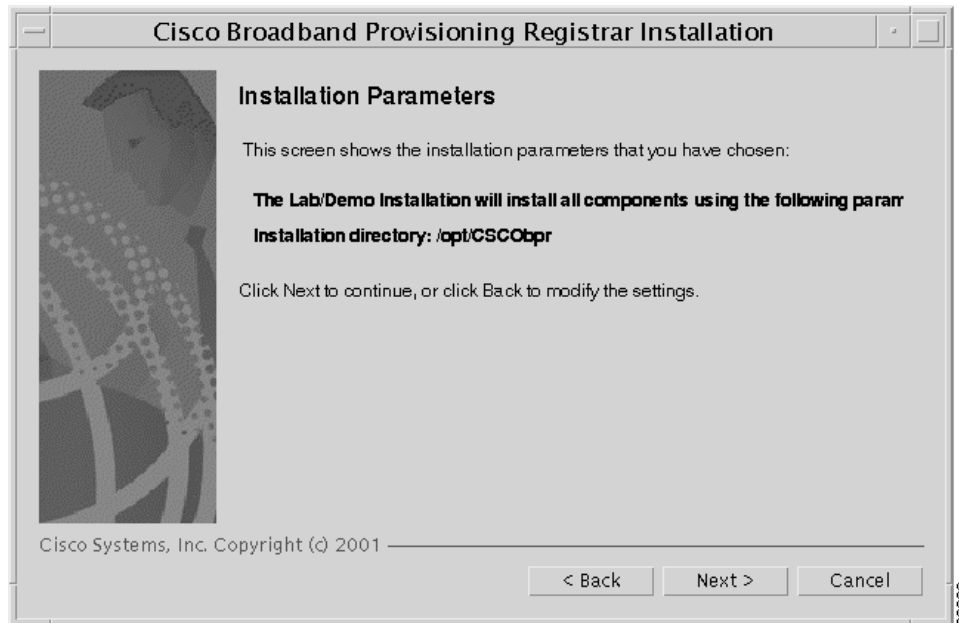 Cisco Broadband Provisioning Registrar Installation
Installation Parameters
This screen shows the installation parameters that you have chosen:
The Lab/Demo Installation will install all components using the following param
Installation directory: /opt/CSCObpr
Click Next to continue, or click Back to modify the settings.
Cisco Systems, Inc. Copyright (c) 2001
< Back
Next >
Cancel